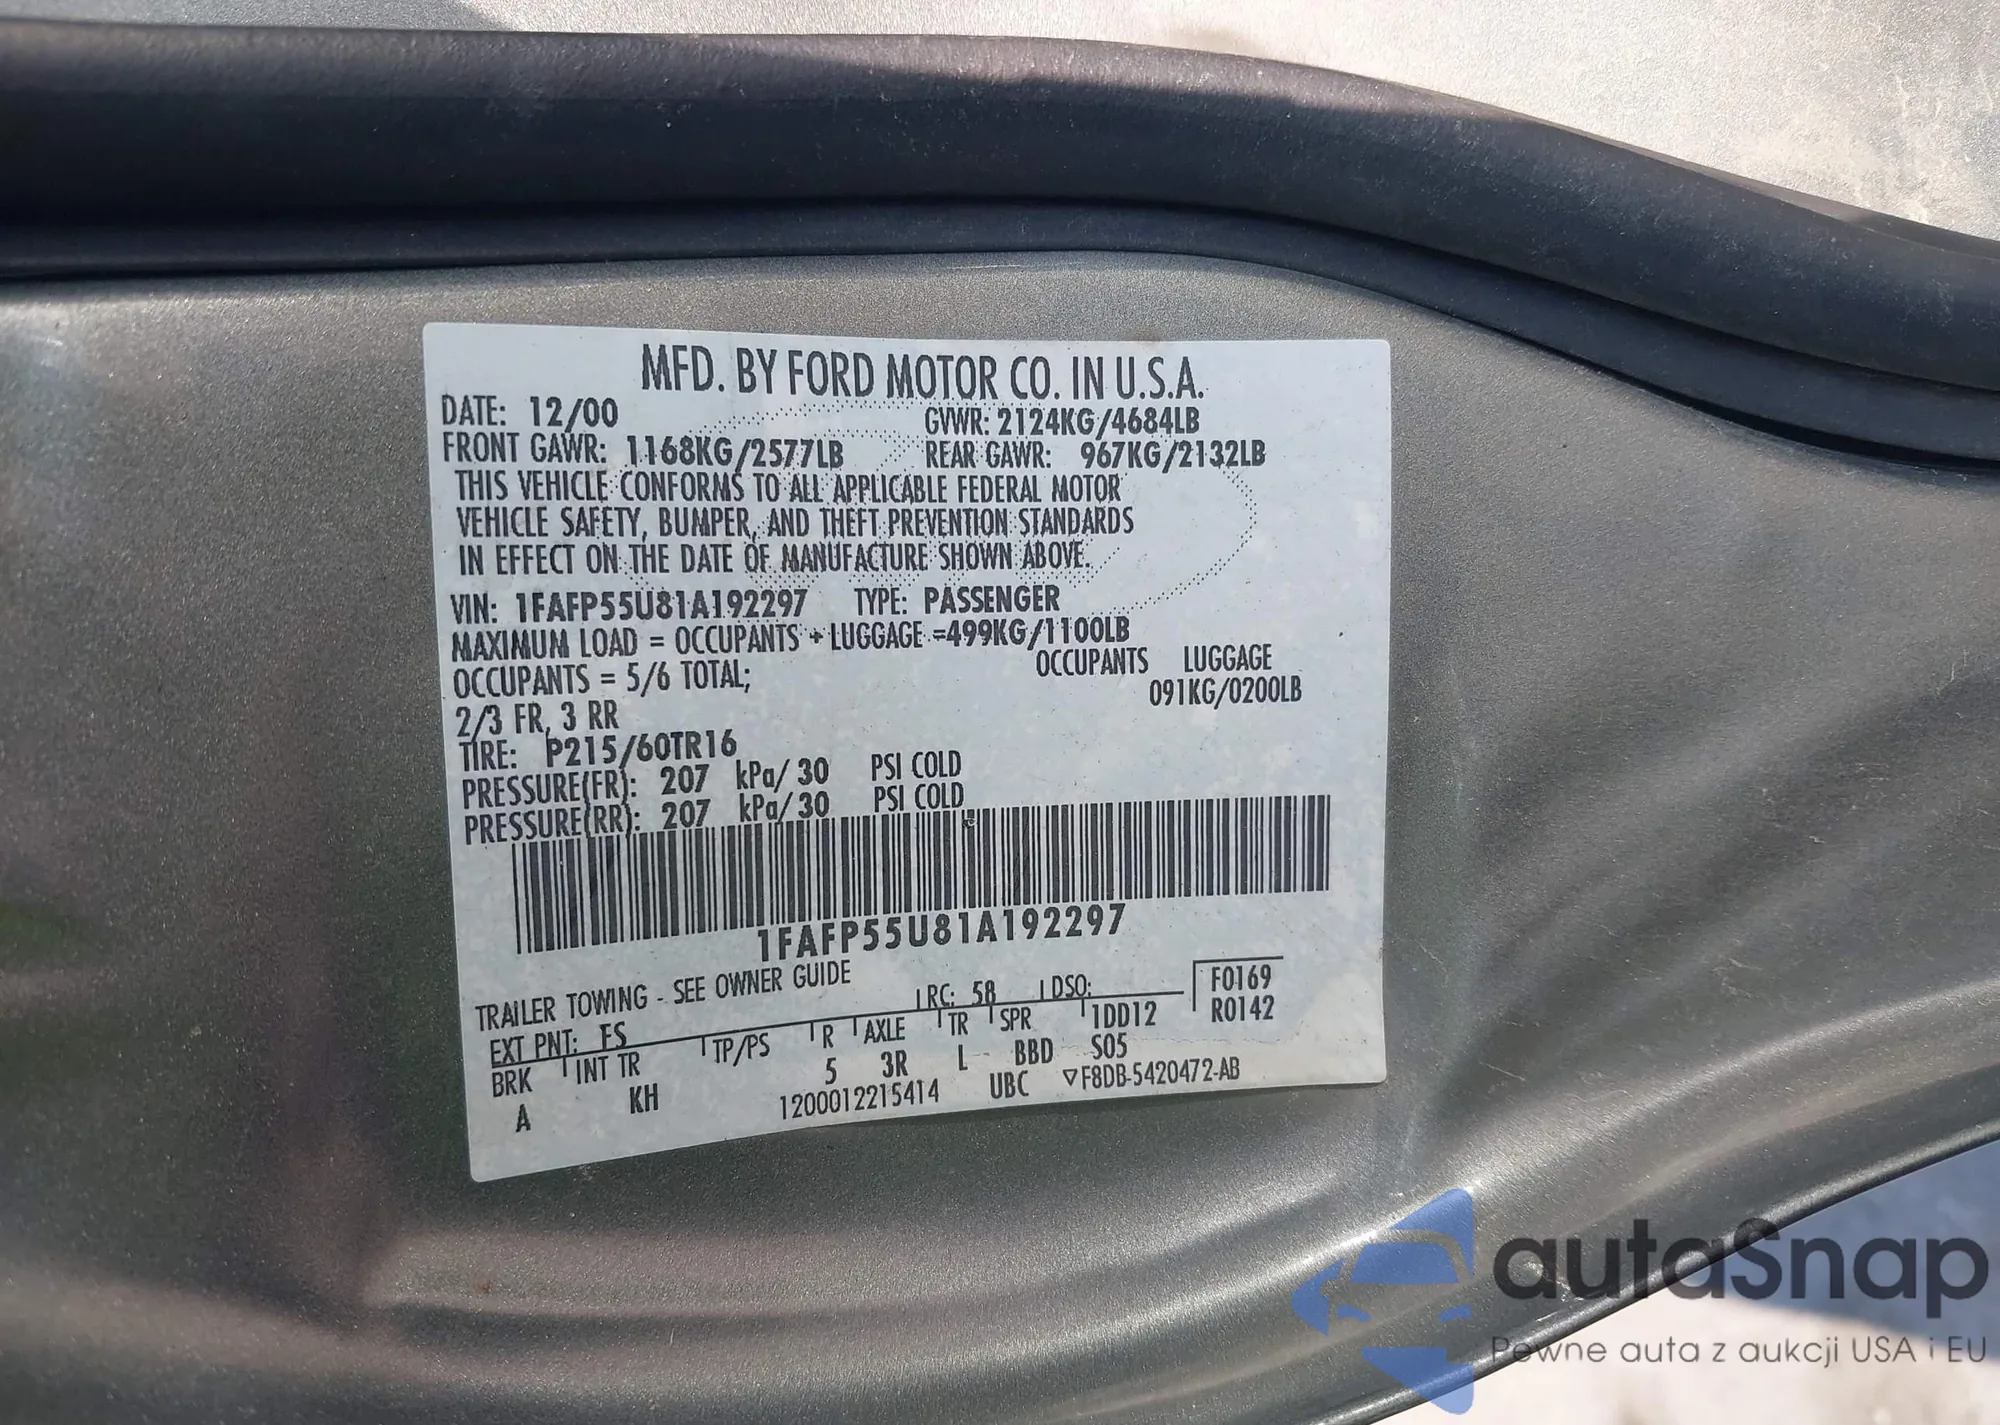 MFD. BY FORD MOTOR CO. IN U.S.A.
DATE: 12/00 GVWR: 2124KG/4684LB
FRONT GAWR: 1168KG/2577LB REAR GAWR: 967KG/2132LB
THIS VEHICLE CONFORMS TO ALL APPLICABLE FEDERAL MOTOR
VEHICLE SAFETY, BUMPER, AND THEFT PREVENTION STANDARDS
IN EFFECT ON THE DATE OF MANUFACTURE SHOWN ABOVE.
VIN: 1FAFP55U81A192297 TYPE: PASSENGER
MAXIMUM LOAD = OCCUPANTS + LUGGAGE =499KG/1100LB
OCCUPANTS = 5/6 TOTAL; OCCUPANTS LUGGAGE
2/3 FR, 3 RR 091KG/0200LB
TIRE: P215/60TR16
PRESSURE(FR): 207 kPa/ 30 PSI COLD
PRESSURE(RR): 207 kPa/ 30 PSI COLD
1FAFP55U81A192297
TRAILER TOWING - SEE OWNER GUIDE
EXT PNT: FS RC: 58 DSO: F0169
BRK INT TR TP/PS R AXLE TR SPR 1DD12 R0142
A KH 5 3R L BBD S05
1200012215414 UBC ▽F8DB-5420472-AB
autaSnap
Pewne auta z aukcji USA i EU